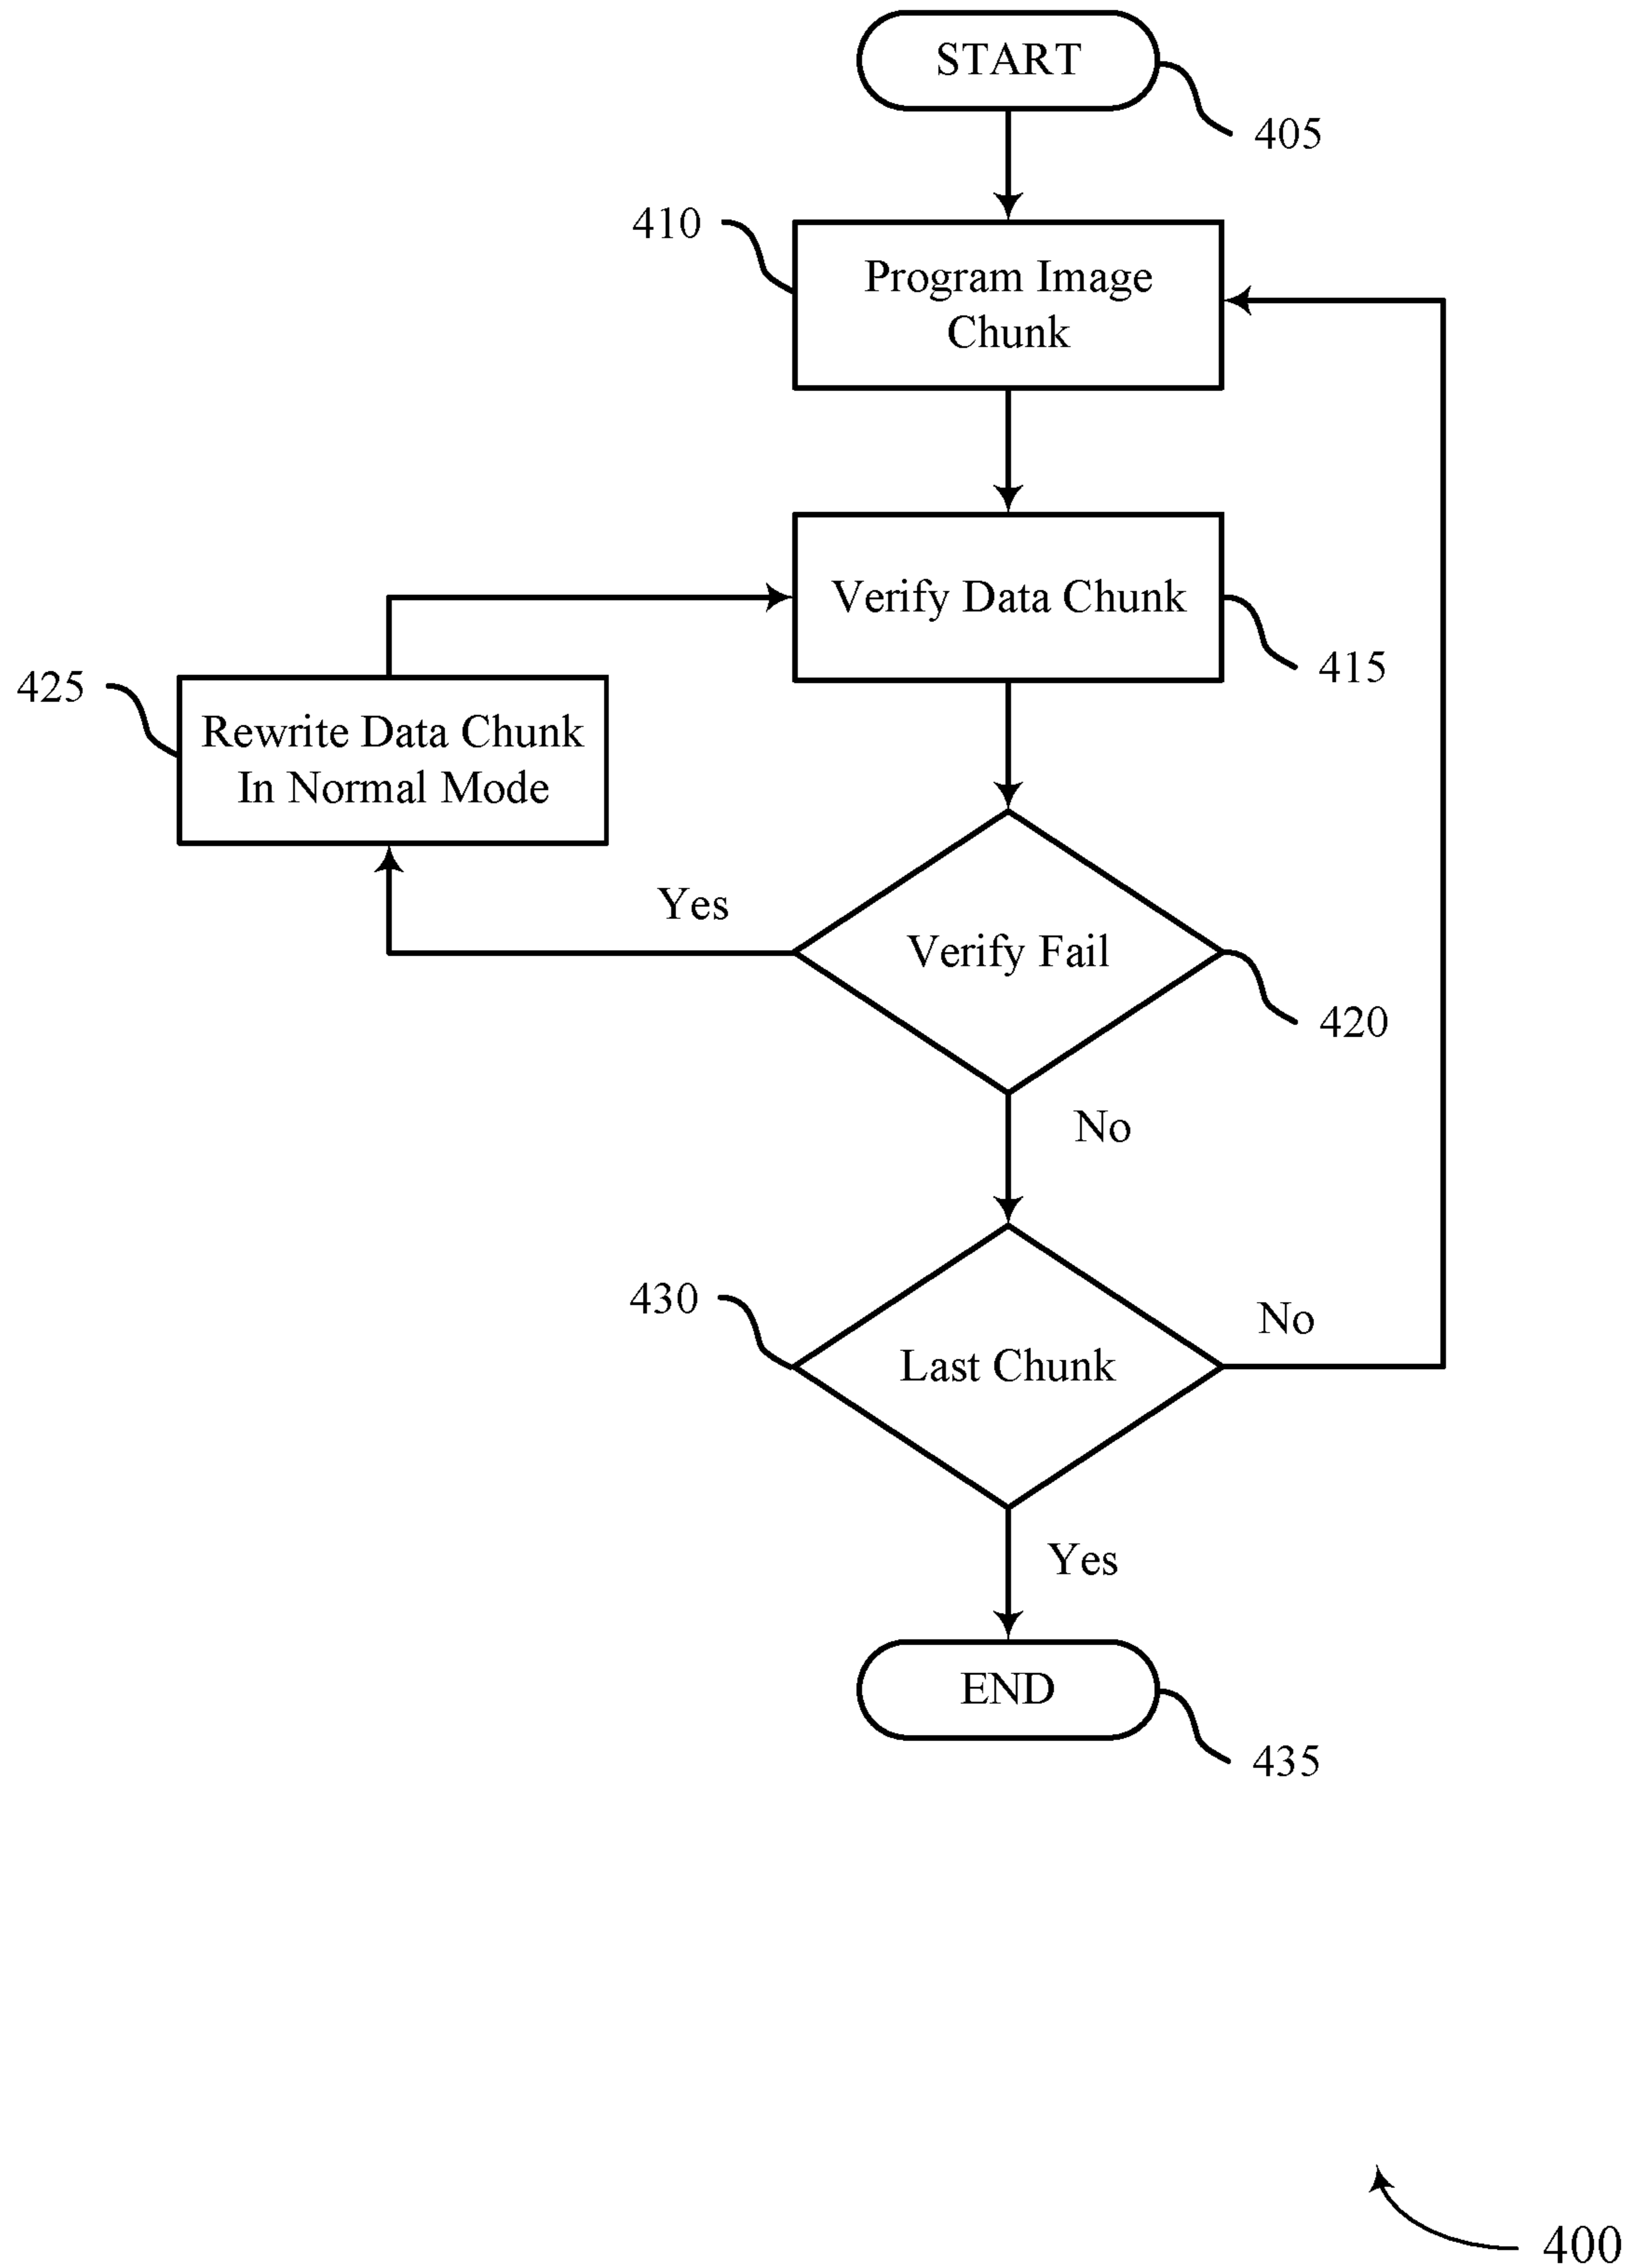 START
405
410
Program Image
Chunk
Verify Data Chunk
415
425
Rewrite Data Chunk
In Normal Mode
Yes
Verify Fail
420
No
430
No
Last Chunk
Yes
END
435
400